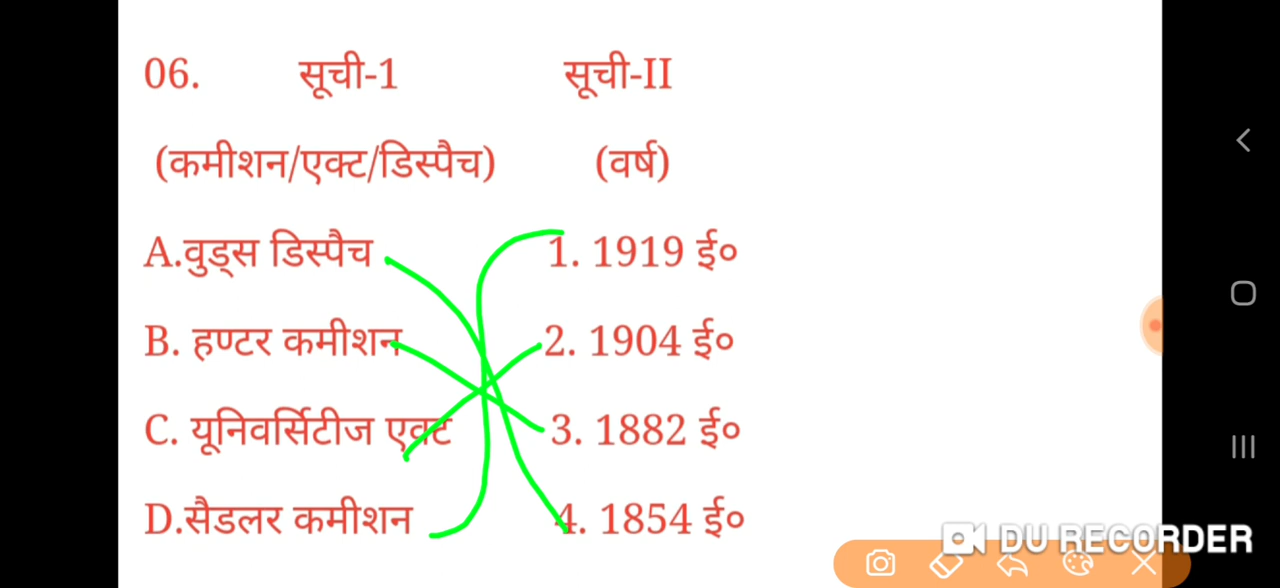 06. सूची-1 सूची-II
(कमीशन/एक्ट/डिस्पैच) (वर्ष)
A.वुड्स डिस्पैच 1. 1919 ई०
B. हण्टर कमीशन 2. 1904 ई०
C. यूनिवर्सिटीज एक्ट 3. 1882 ई०
D.सैडलर कमीशन 4. 1854 ई०
DU RECORDER